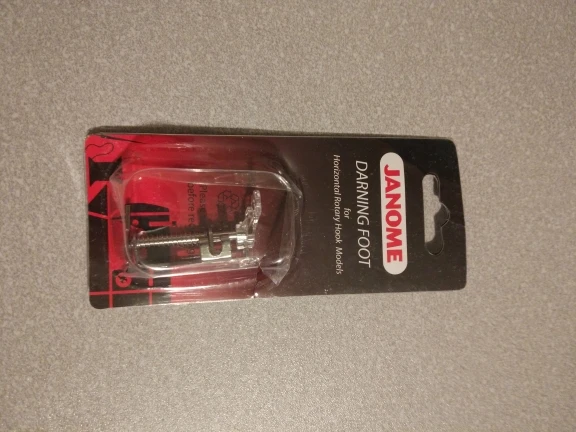 JANOME
DARNING FOOT
for
Horizontal Rotary Hook Models